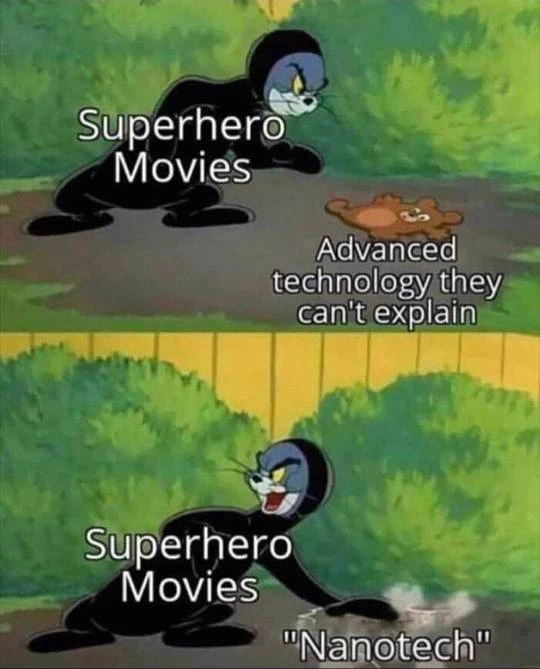 Superhero
Movies
Advanced
technology they
can't explain
Superhero
Movies
"Nanotech"